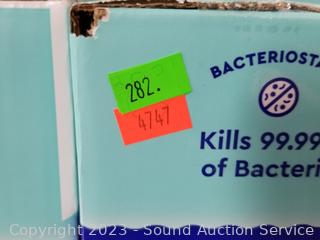 BACTERIOSTA
282.
4747
Kills 99.99
of Bacteri
Copyright 2023 - Sound Auction Service